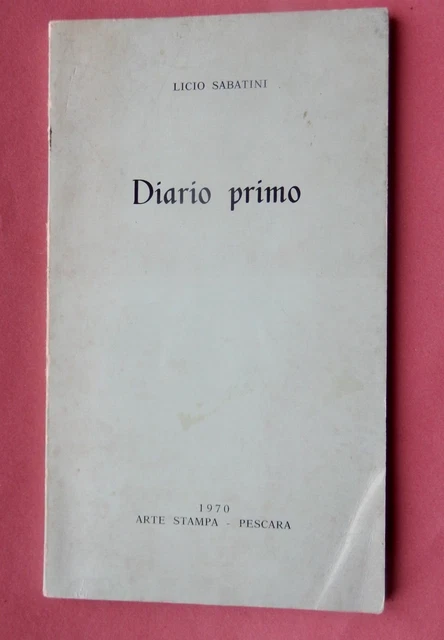 LICIO SABATINI
Diario primo
1970
ARTE STAMPA - PESCARA